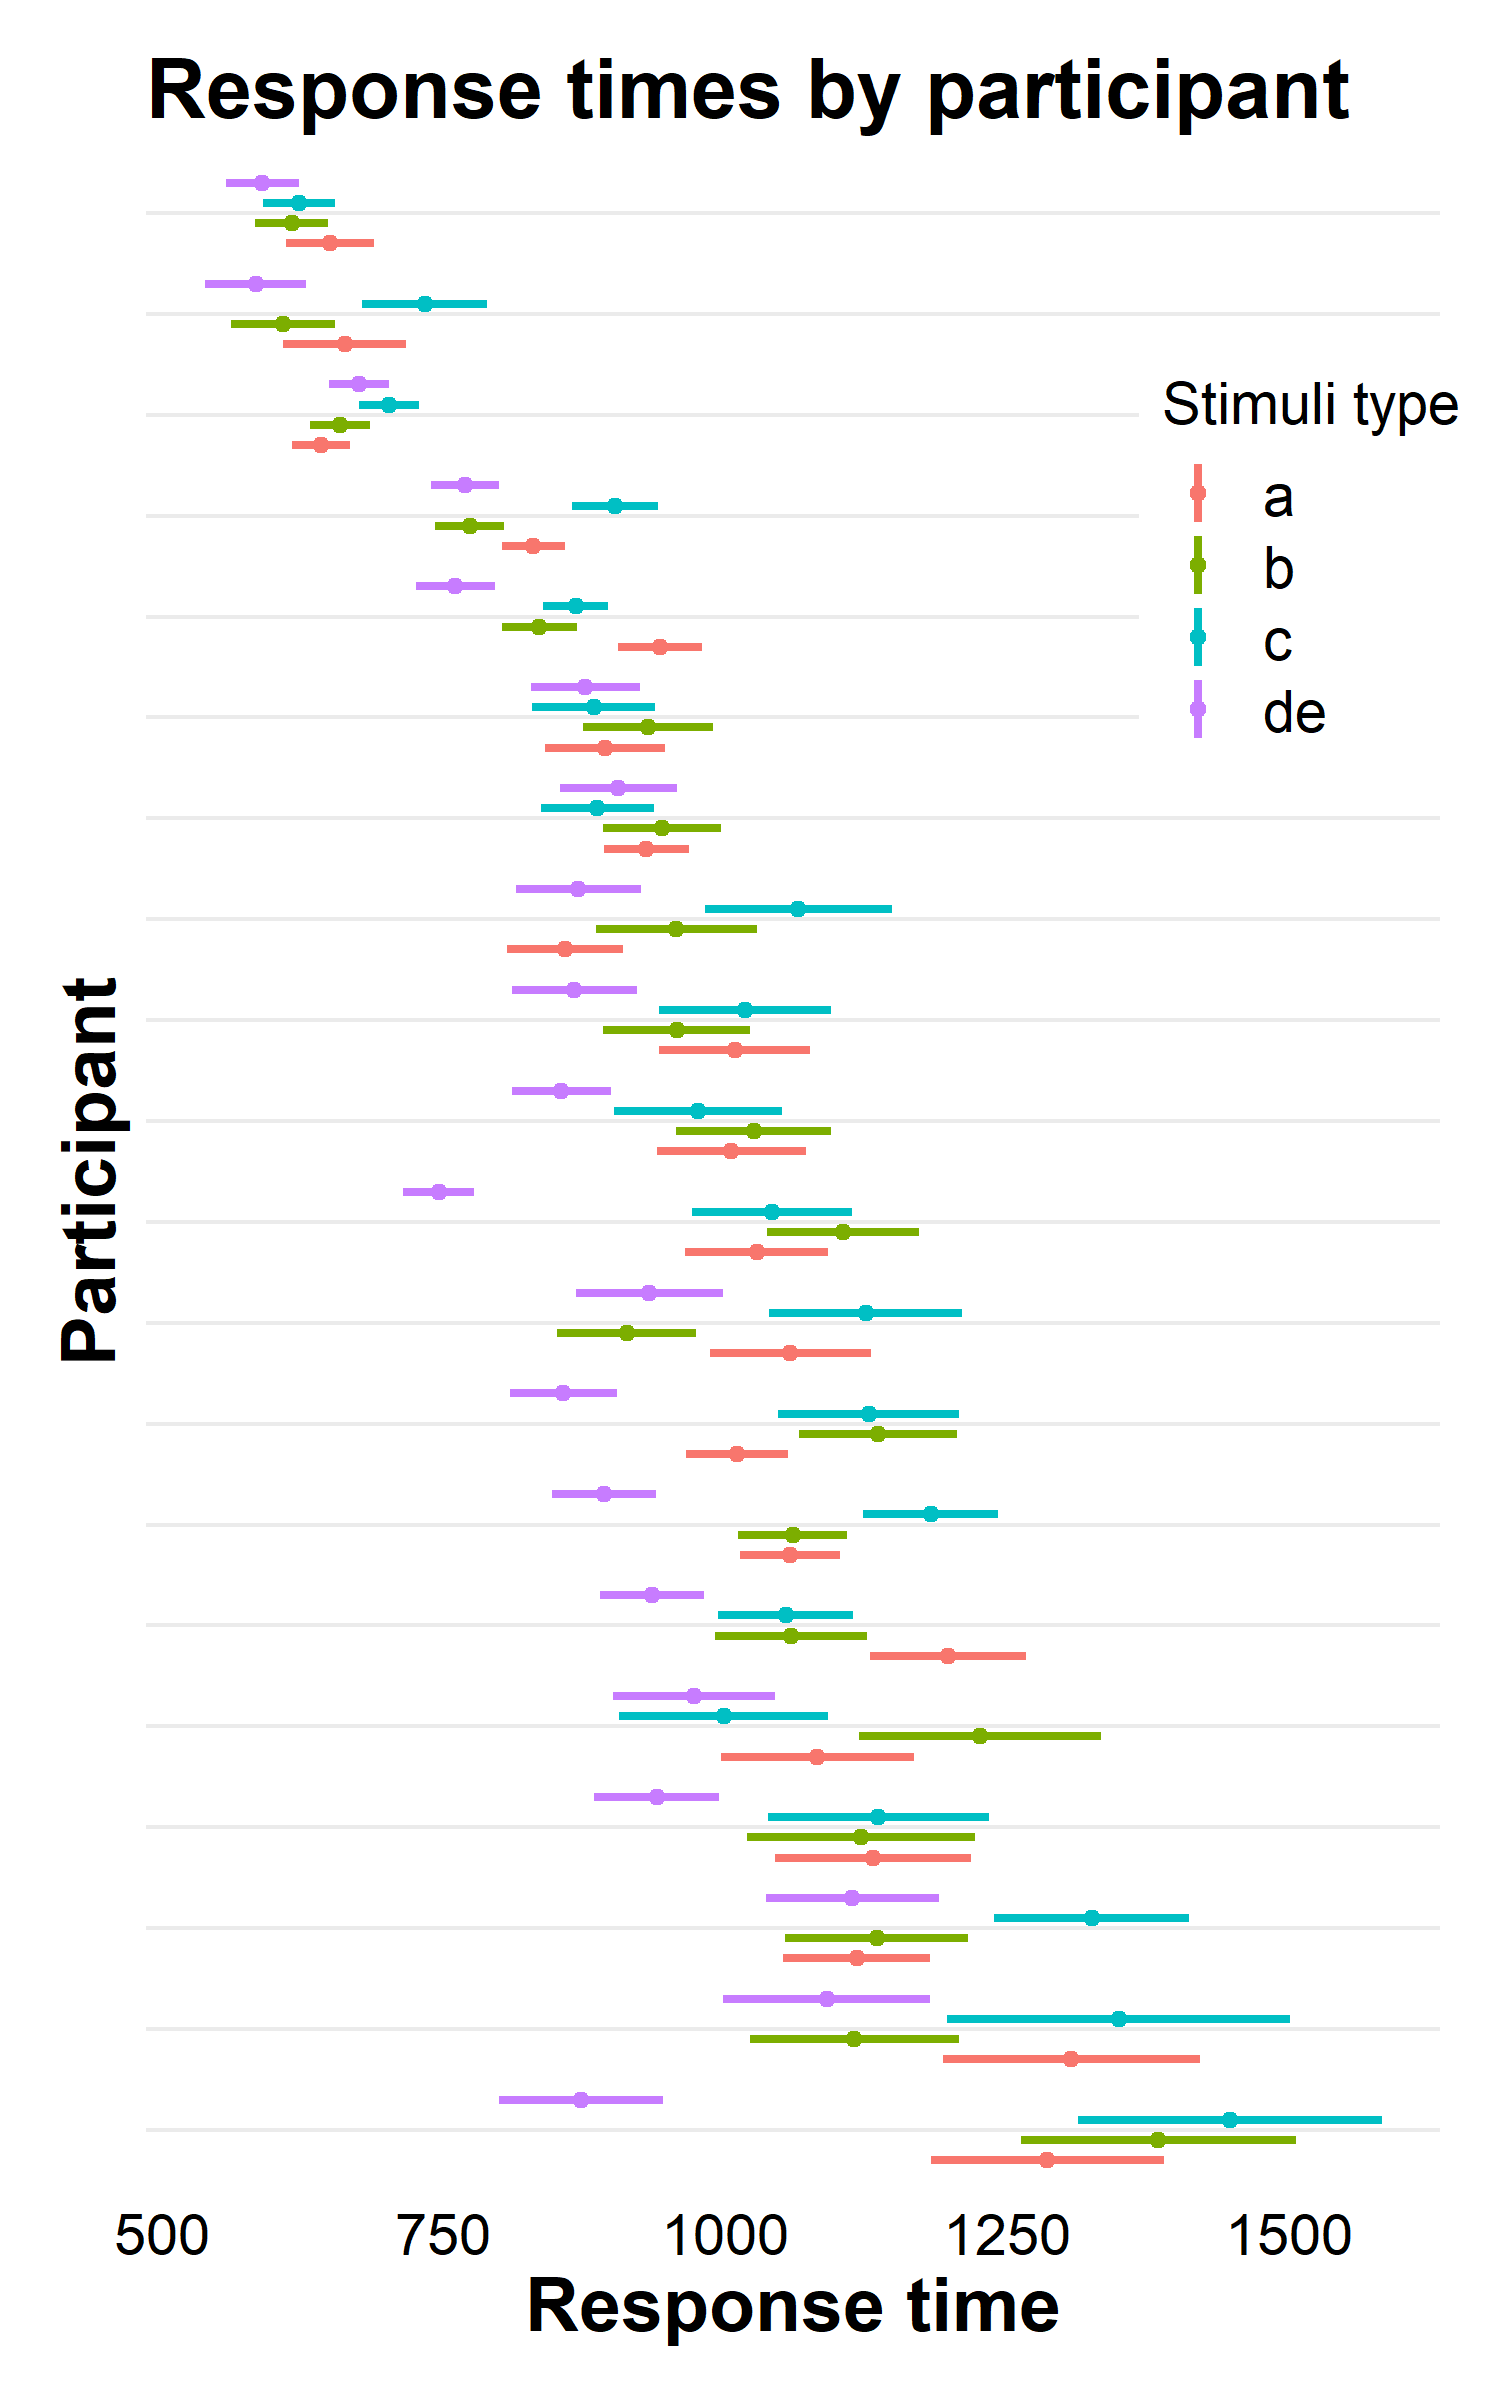 Response times by participant
Stimuli type
a
b
c
de
Participant
500 750 1000 1250 1500
Response time